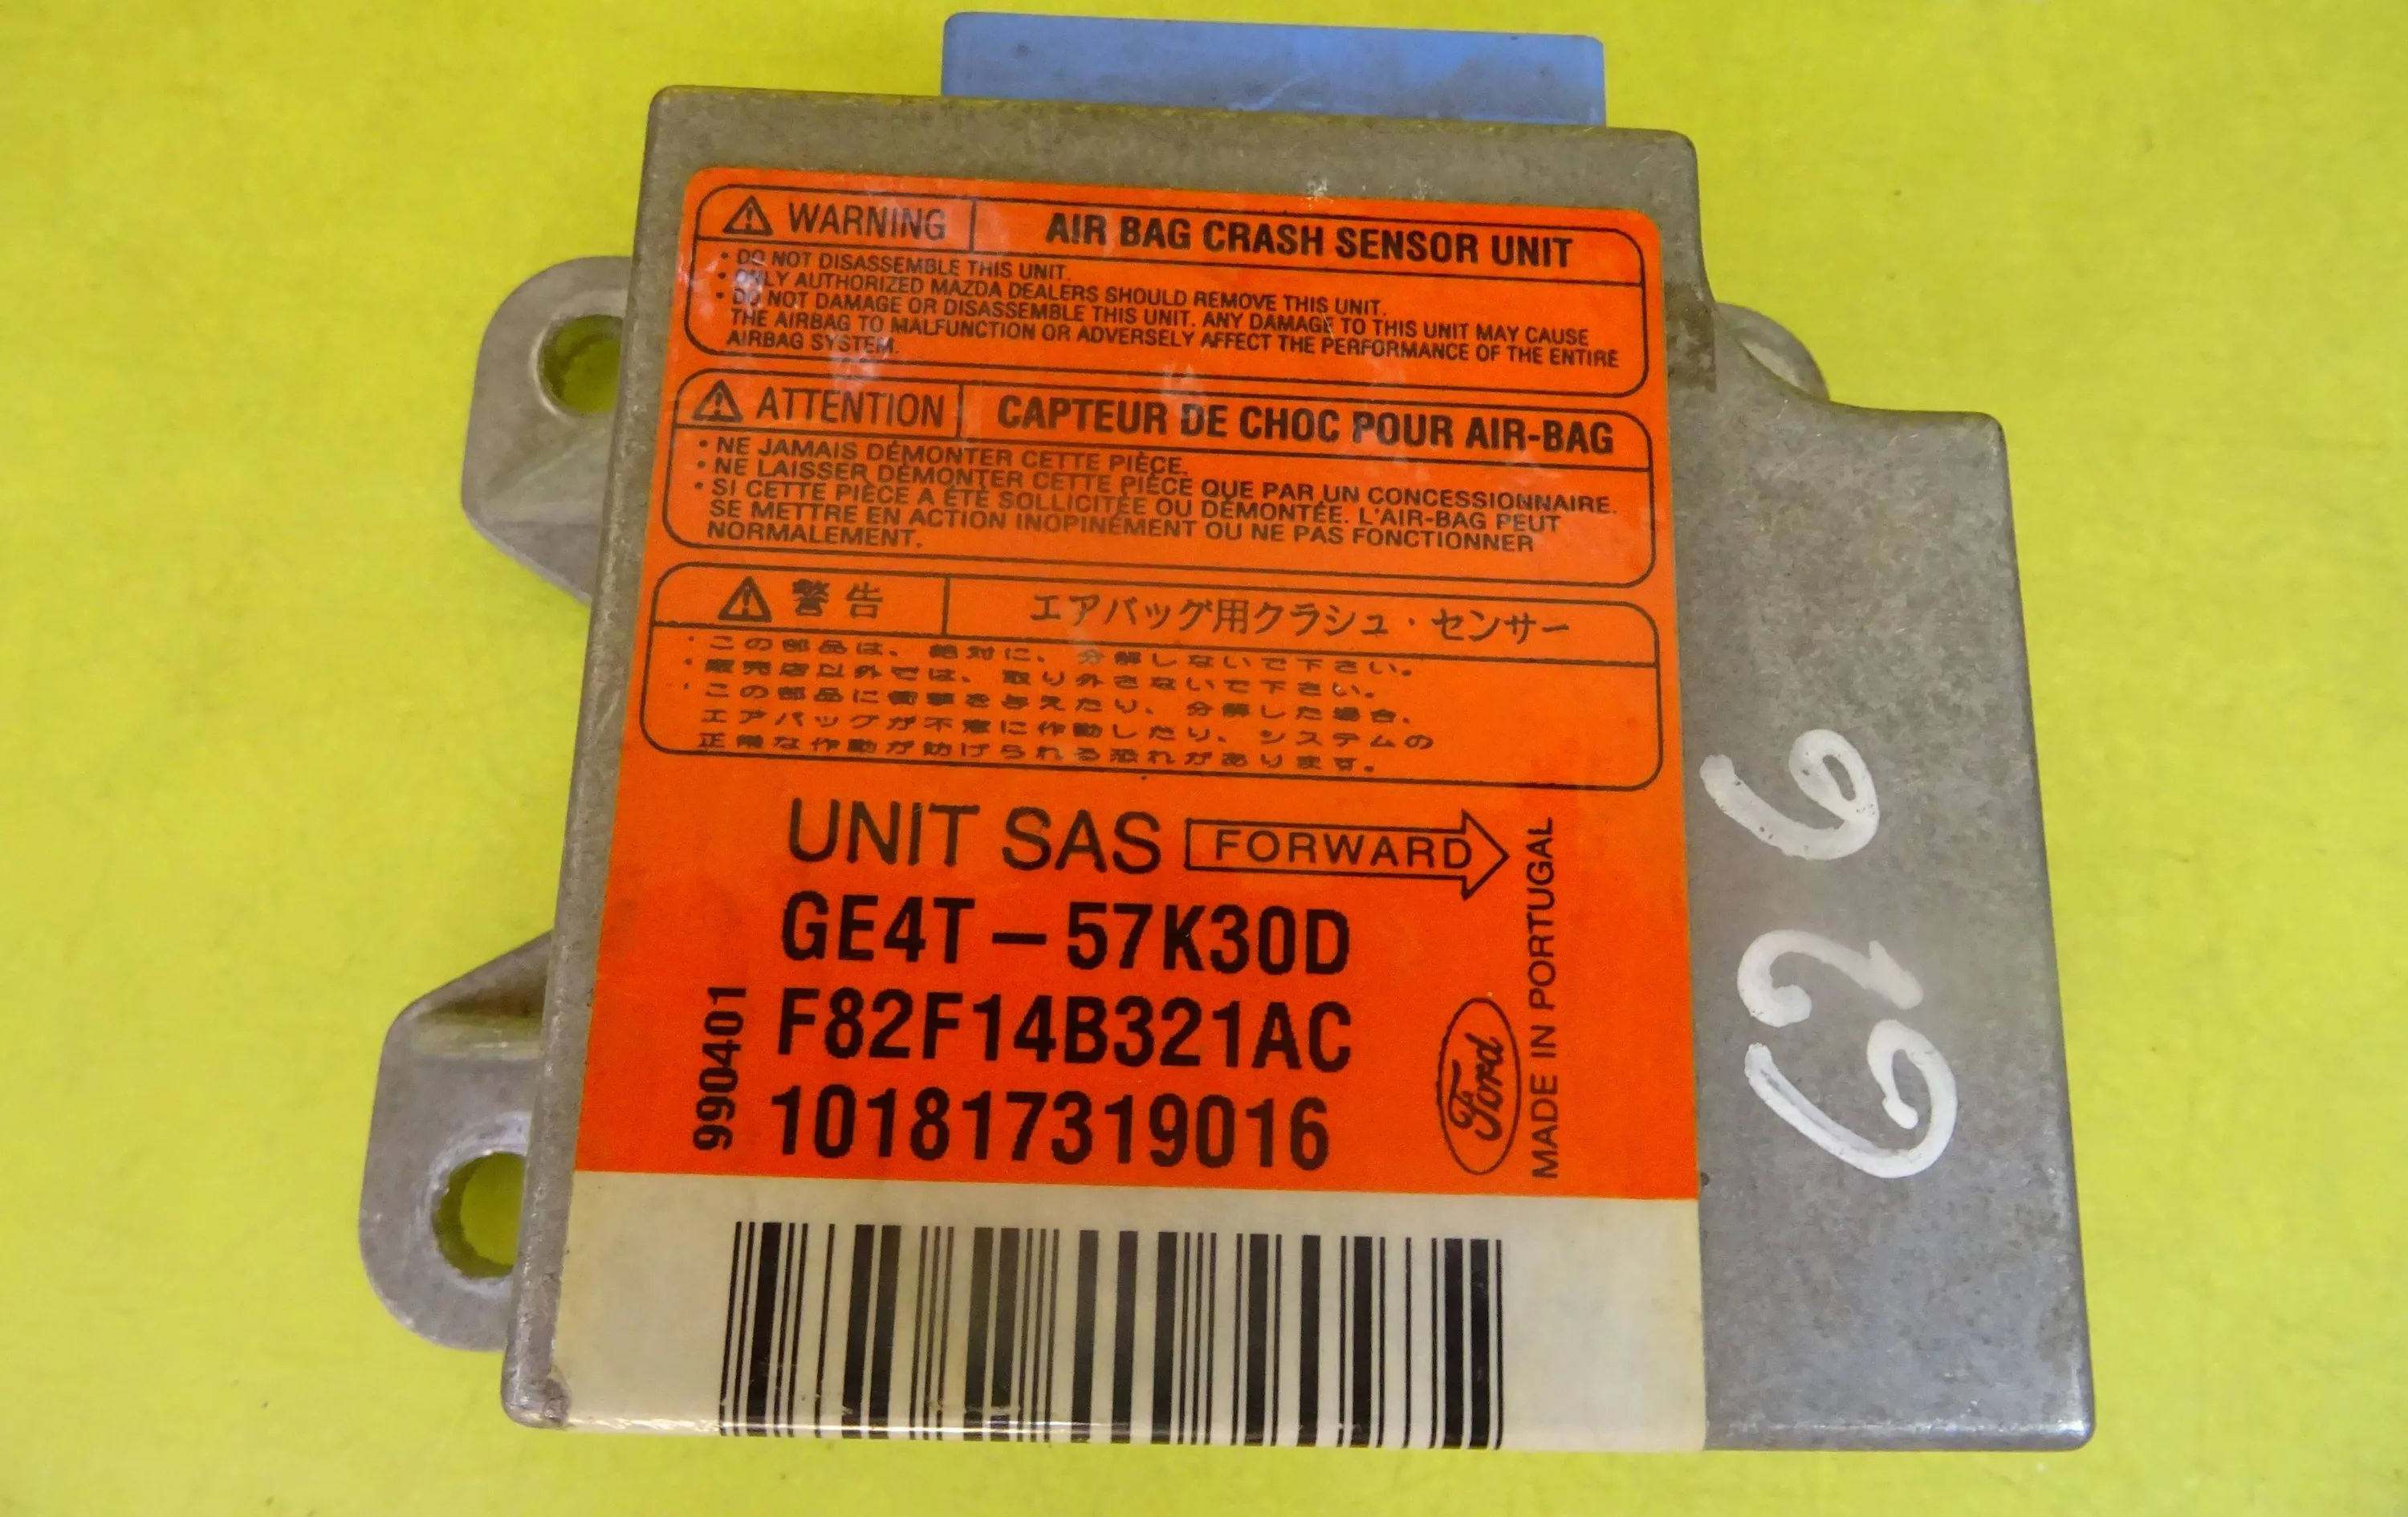 WARNING AIR BAG CRASH SENSOR UNIT
• DO NOT DISASSEMBLE THIS UNIT.
• ONLY AUTHORIZED MAZDA DEALERS SHOULD REMOVE THIS UNIT.
• DO NOT DAMAGE OR DISASSEMBLE THIS UNIT. ANY DAMAGE TO THIS UNIT MAY CAUSE
THE AIRBAG TO MALFUNCTION OR ADVERSELY AFFECT THE PERFORMANCE OF THE ENTIRE
AIRBAG SYSTEM.
ATTENTION CAPTEUR DE CHOC POUR AIR-BAG
• NE JAMAIS DÉMONTER CETTE PIÈCE.
• NE LAISSER DÉMONTER CETTE PIÈCE QUE PAR UN CONCESSIONNAIRE.
• SI CETTE PIÈCE A ÉTÉ SOLLICITÉE OU DÉMONTÉE. L'AIR-BAG PEUT
SE METTRE EN ACTION INOPINÉMENT OU NE PAS FONCTIONNER
NORMALEMENT.
警告 エアバッグ用クラシュ・センサー
・この部品は、絶対に、分解しないで下さい。
・販売店以外では、取り外さないで下さい。
・この部品に衝撃を与えたり、分解した場合、
エアバッグが不意に作動したり、システムの
正常な作動が妨げられる恐れがあります。
UNIT SAS FORWARD
GE4T-57K30D
F82F14B321AC
101817319016
990401
Ford
MADE IN PORTUGAL